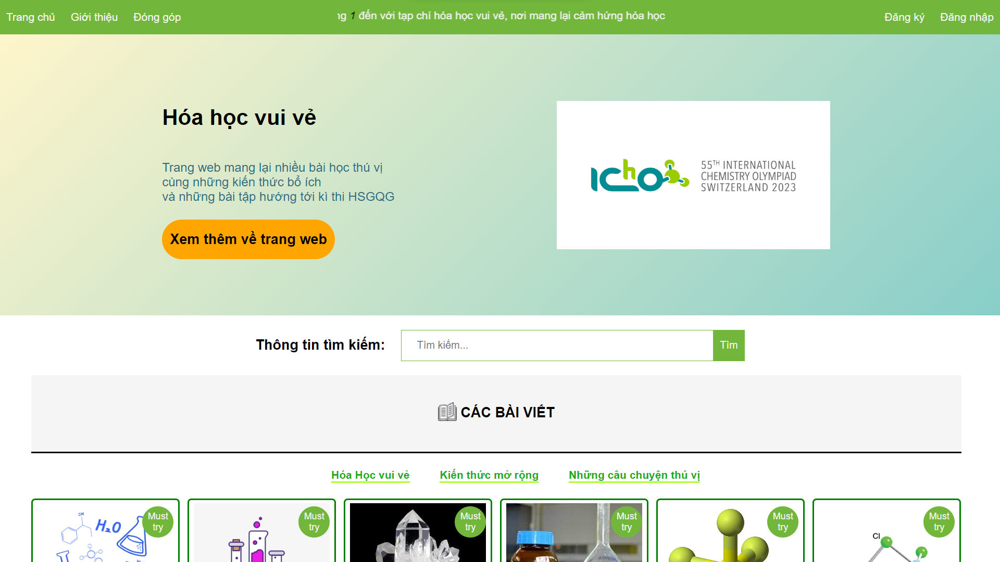 Trang chủ
Giới thiệu
Đóng góp
1 đến với tạp chí hóa học vui vẻ, nơi mang lại cảm hứng hóa học
Đăng ký
Đăng nhập
Hóa học vui vẻ
Trang web mang lại nhiều bài học thú vị
cùng những kiến thức bổ ích
và những bài tập hướng tới kì thi HSGQG
Xem thêm về trang web
IChO
55TH INTERNATIONAL
CHEMISTRY OLYMPIAD
SWITZERLAND 2023
Thông tin tìm kiếm:
Tìm kiếm...
Tìm
CÁC BÀI VIẾT
Hóa Học vui vẻ
Kiến thức mở rộng
Những câu chuyện thú vị
OH
H₂O
Must
try
Must
try
Must
try
Must
try
Must
try
Cl
Must
try